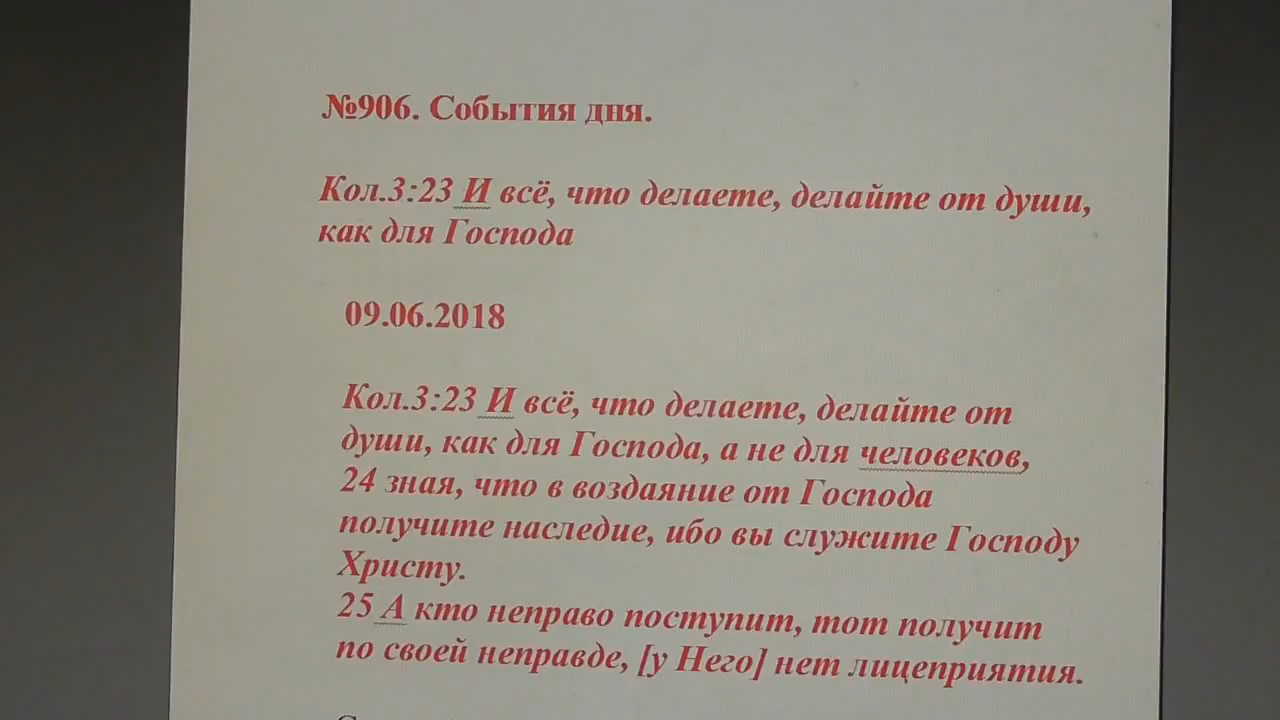 №906. События дня.
Кол.3:23 И всё, что делаете, делайте от души,
как для Господа
09.06.2018
Кол.3:23 И всё, что делаете, делайте от
души, как для Господа, а не для человеков,
24 зная, что в воздаяние от Господа
получите наследие, ибо вы служите Господу
Христу.
25 А кто неправо поступит, тот получит
по своей неправде, [у Него] нет лицеприятия.